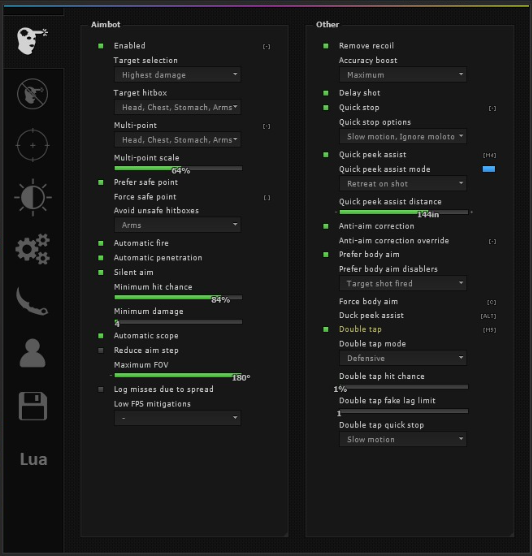 Aimbot
Enabled [-]
Target selection
Highest damage
Target hitbox
Head, Chest, Stomach, Arms
Multi-point [-]
Head, Chest, Stomach, Arms
Multi-point scale
64%
Prefer safe point
Force safe point [-]
Avoid unsafe hitboxes
Arms
Automatic fire
Automatic penetration
Silent aim
Minimum hit chance
84%
Minimum damage
4
Automatic scope
Reduce aim step
Maximum FOV
180°
Log misses due to spread
Low FPS mitigations
-
Lua
Other
Remove recoil
Accuracy boost
Maximum
Delay shot
Quick stop [-]
Quick stop options
Slow motion, Ignore moloto
Quick peek assist [M4]
Quick peek assist mode
Retreat on shot
Quick peek assist distance
144in
Anti-aim correction
Anti-aim correction override [-]
Prefer body aim
Prefer body aim disablers
Target shot fired
Force body aim [C]
Duck peek assist [ALT]
Double tap [M5]
Double tap mode
Defensive
Double tap hit chance
1%
Double tap fake lag limit
1
Double tap quick stop
Slow motion